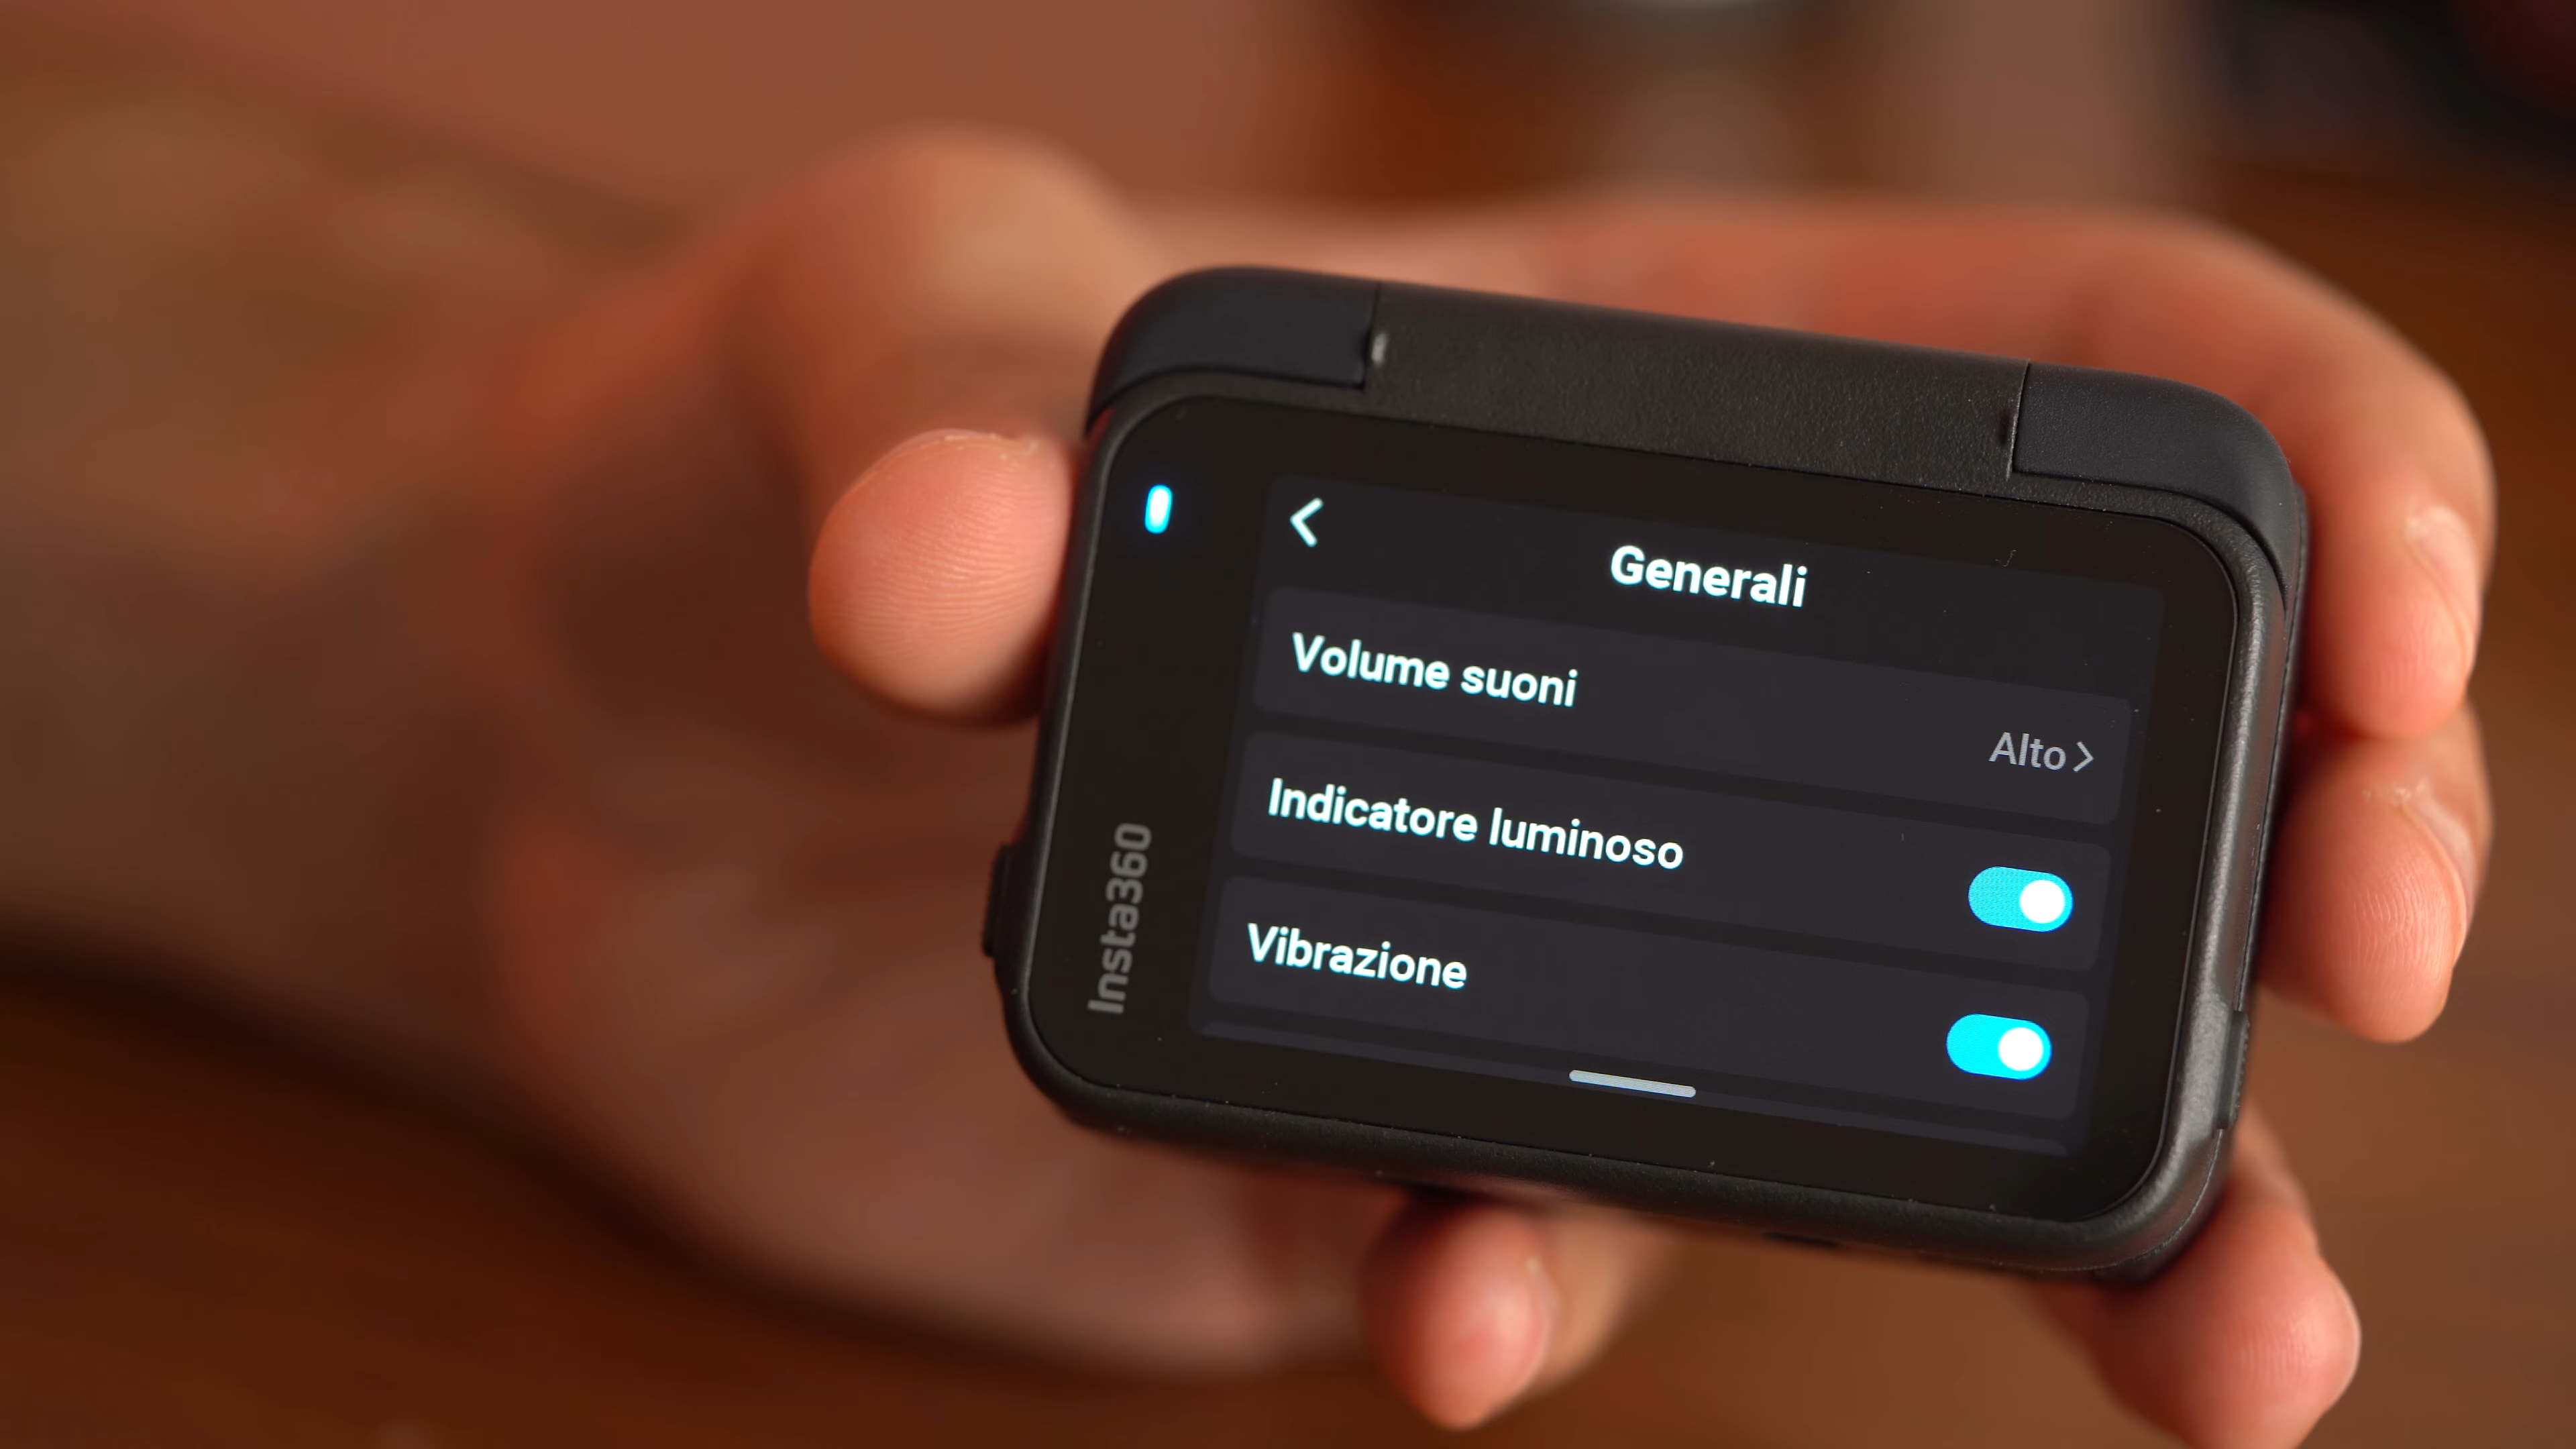 Generali
Volume suoni
Alto
Indicatore luminoso
Vibrazione
Insta360